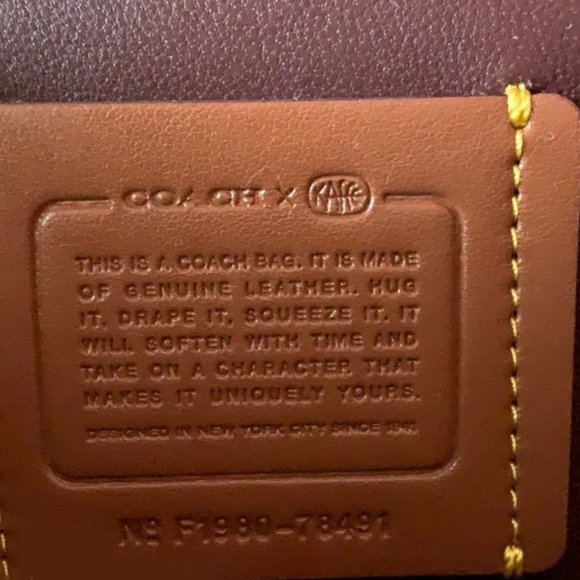 COACH X KAFFE
THIS IS A COACH BAG. IT IS MADE
OF GENUINE LEATHER. HUG
IT, DRAPE IT, SQUEEZE IT. IT
WILL SOFTEN WITH TIME AND
TAKE ON A CHARACTER THAT
MAKES IT UNIQUELY YOURS.
DESIGNED IN NEW YORK CITY SINCE 1941
No F1980-78491